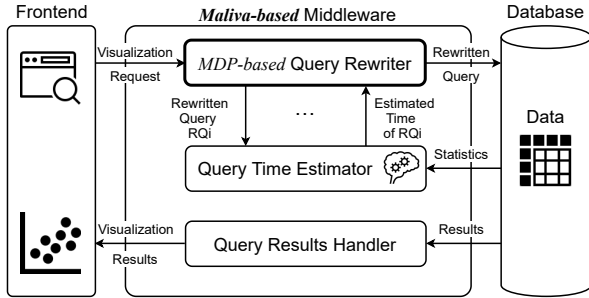 Frontend
Maliva-based Middleware
Database
Visualization
Request
MDP-based Query Rewriter
Rewritten
Query
Rewritten
Query
RQi
...
Estimated
Time
of RQi
Data
Query Time Estimator
Statistics
Visualization
Results
Query Results Handler
Results